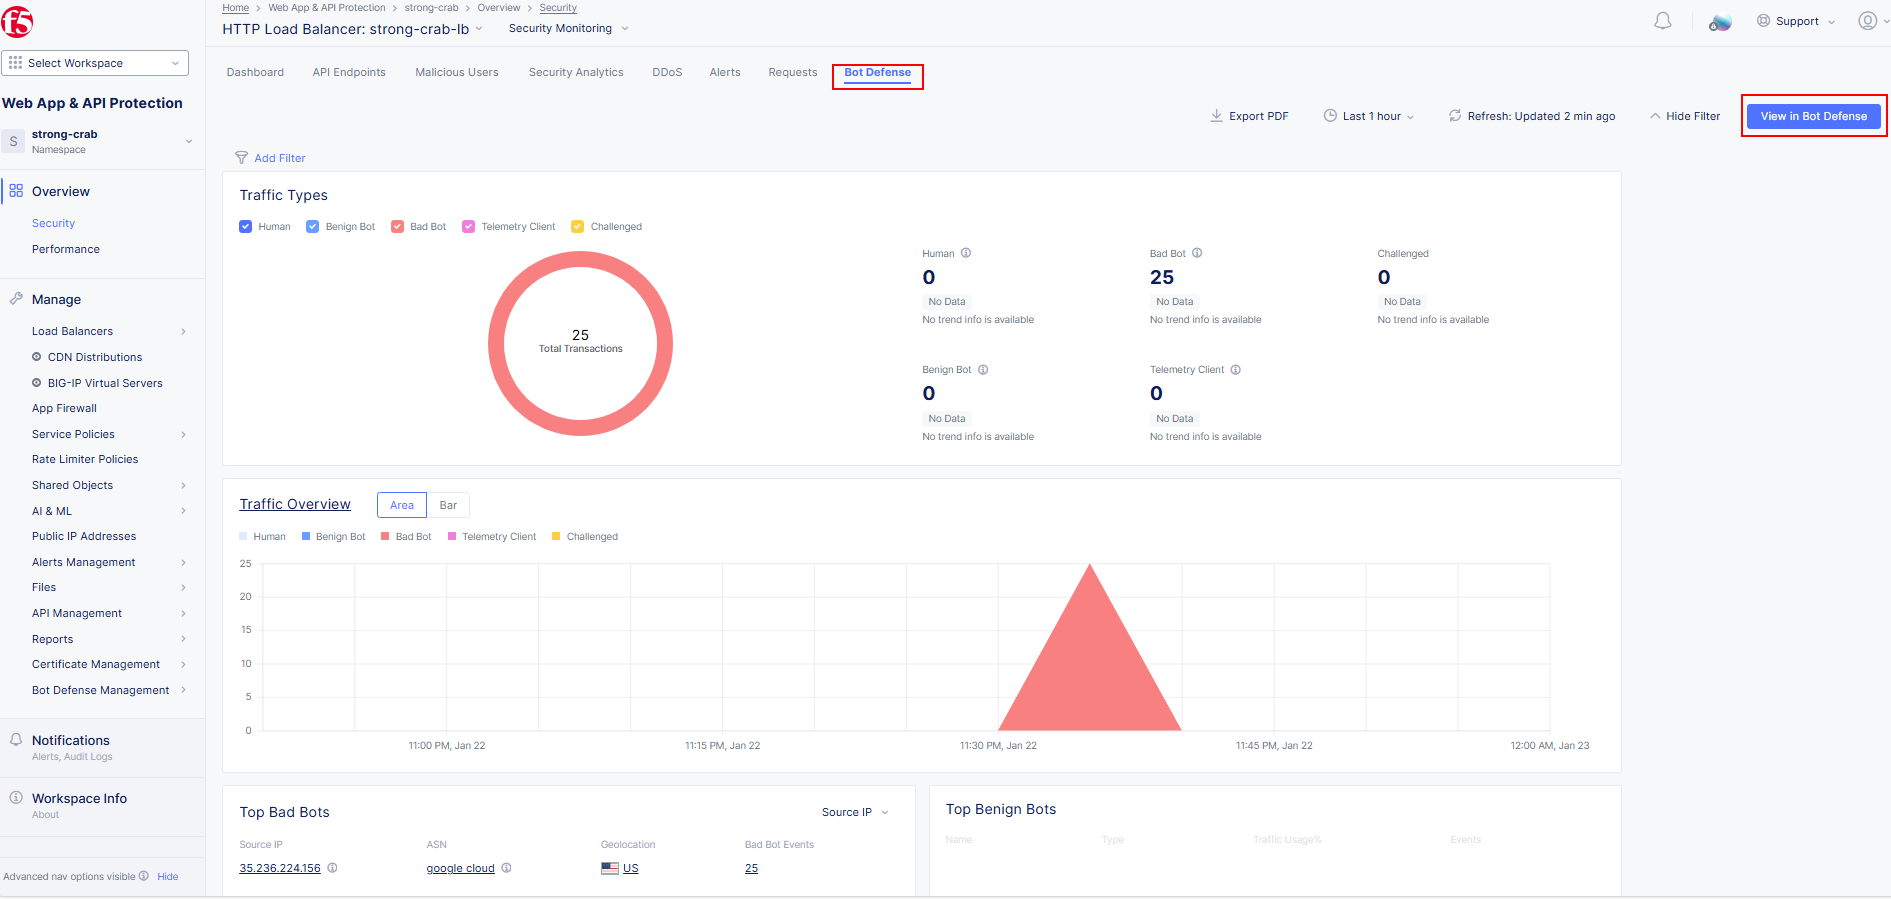 f5
Select Workspace
Web App & API Protection
S
strong-crab
Namespace
Overview
Security
Performance
Manage
Load Balancers
CDN Distributions
BIG-IP Virtual Servers
App Firewall
Service Policies
Rate Limiter Policies
Shared Objects
AI & ML
Public IP Addresses
Alerts Management
Files
API Management
Reports
Certificate Management
Bot Defense Management
Notifications
Alerts, Audit Logs
Workspace Info
About
Advanced nav options visible Hide
Home > Web App & API Protection > strong-crab > Overview > Security
HTTP Load Balancer: strong-crab-lb Security Monitoring
Support
Dashboard API Endpoints Malicious Users Security Analytics DDoS Alerts Requests Bot Defense
Export PDF Last 1 hour Refresh: Updated 2 min ago Hide Filter View in Bot Defense
Add Filter
Traffic Types
Human Benign Bot Bad Bot Telemetry Client Challenged
25
Total Transactions
Human Bad Bot Challenged
0 25 0
No Data No Data No Data
No trend info is available No trend info is available No trend info is available
Benign Bot Telemetry Client
0 0
No Data No Data
No trend info is available No trend info is available
Traffic Overview Area Bar
Human Benign Bot Bad Bot Telemetry Client Challenged
25
20
15
10
5
0
11:00 PM, Jan 22 11:15 PM, Jan 22 11:30 PM, Jan 22 11:45 PM, Jan 22 12:00 AM, Jan 23
Top Bad Bots Source IP
Source IP ASN Geolocation Bad Bot Events
35.236.224.156 google cloud US 25
Top Benign Bots
Name Type Traffic Usage% Events